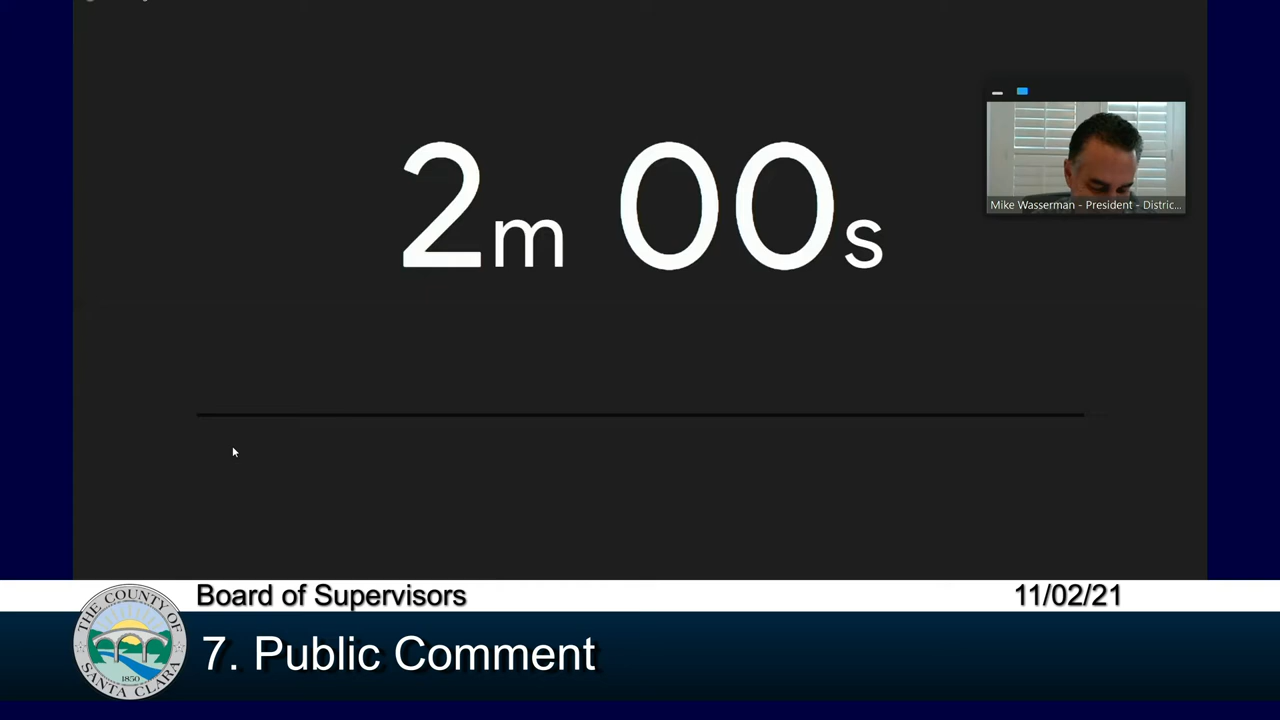 2m 00s
Mike Wasserman - President - Distric...
Board of Supervisors
11/02/21
7. Public Comment
THE COUNTY OF
SANTA CLARA
1850